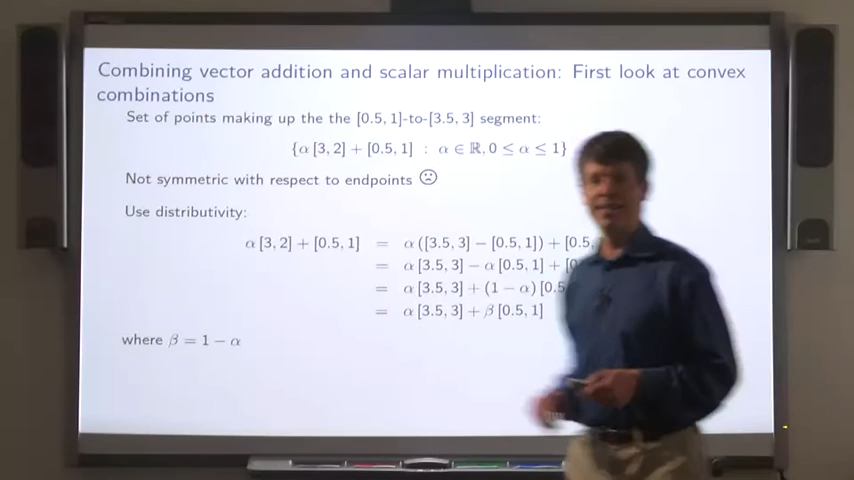 Combining vector addition and scalar multiplication: First look at convex
combinations
Set of points making up the the [0.5, 1]-to-[3.5, 3] segment:
{α [3, 2] + [0.5, 1] : α ∈ ℝ, 0 ≤ α ≤ 1}
Not symmetric with respect to endpoints ☹
Use distributivity:
α [3, 2] + [0.5, 1] = α ([3.5, 3] − [0.5, 1]) + [0.5,
= α [3.5, 3] − α [0.5, 1] + [0
= α [3.5, 3] + (1 − α) [0.5
= α [3.5, 3] + β [0.5, 1]
where β = 1 − α